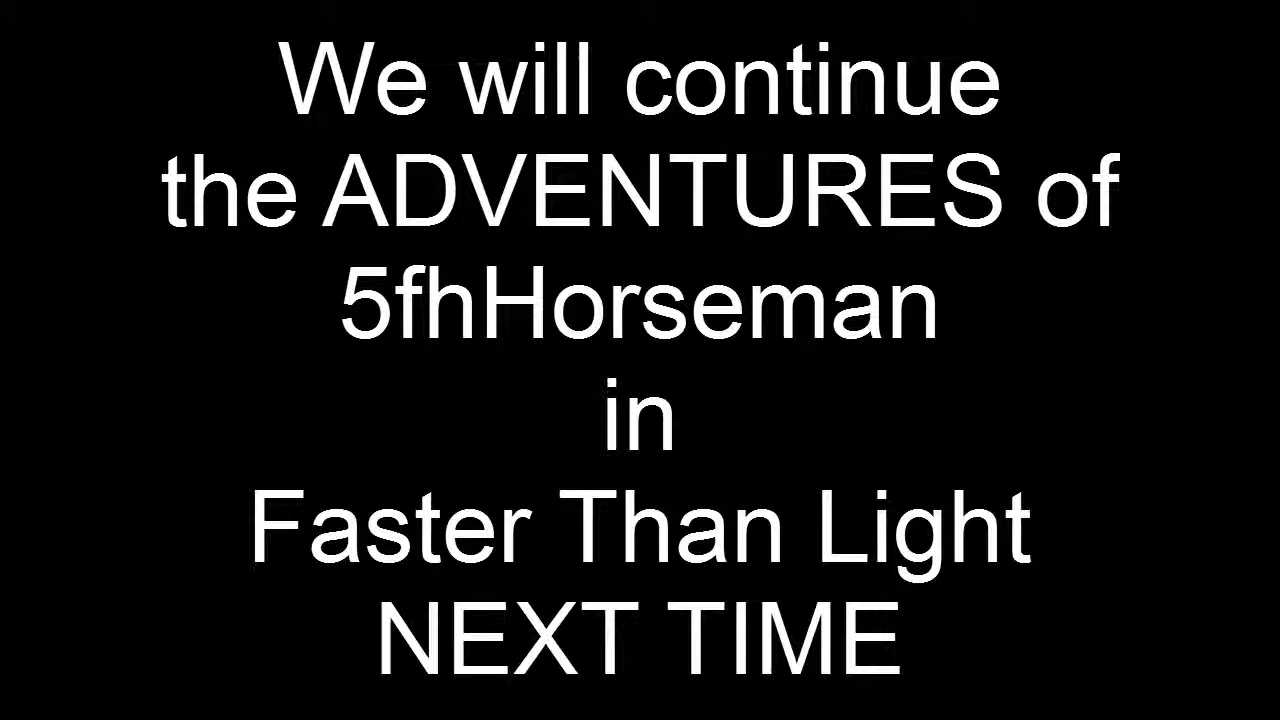 We will continue
the ADVENTURES of
5fhHorseman
in
Faster Than Light
NEXT TIME